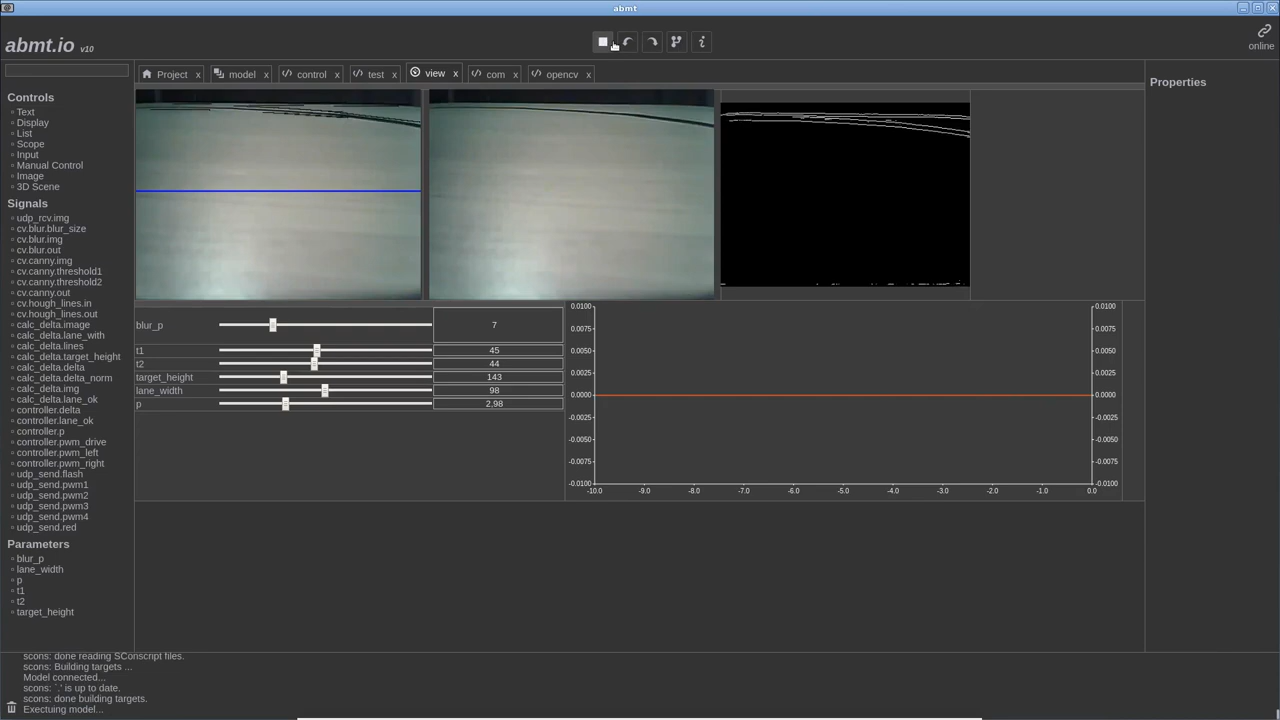 abmt
abmt.io v10
online
Project x
model x
control x
test x
view x
com x
opencv x
Properties
Controls
Text
Display
List
Scope
Input
Manual Control
Image
3D Scene
Signals
udp_rcv.img
cv.blur.blur_size
cv.blur.img
cv.blur.out
cv.canny.img
cv.canny.threshold1
cv.canny.threshold2
cv.canny.out
cv.hough_lines.in
cv.hough_lines.out
calc_delta.image
calc_delta.lane_with
calc_delta.lines
calc_delta.target_height
calc_delta.delta
calc_delta.delta_norm
calc_delta.img
calc_delta.lane_ok
controller.delta
controller.lane_ok
controller.p
controller.pwm_drive
controller.pwm_left
controller.pwm_right
udp_send.flash
udp_send.pwm1
udp_send.pwm2
udp_send.pwm3
udp_send.pwm4
udp_send.red
Parameters
blur_p
lane_width
p
t1
t2
target_height
blur_p 7
t1 45
t2 44
target_height 143
lane_width 98
p 2,98
0.0100 0.0100
0.0075 0.0075
0.0050 0.0050
0.0025 0.0025
0.0000 0.0000
-0.0025 -0.0025
-0.0050 -0.0050
-0.0075 -0.0075
-0.0100 -0.0100
-10.0 -9.0 -8.0 -7.0 -6.0 -5.0 -4.0 -3.0 -2.0 -1.0 0.0
scons: done reading SConscript files.
scons: Building targets ...
Model connected...
scons: `.' is up to date.
scons: done building targets.
Exectuing model...